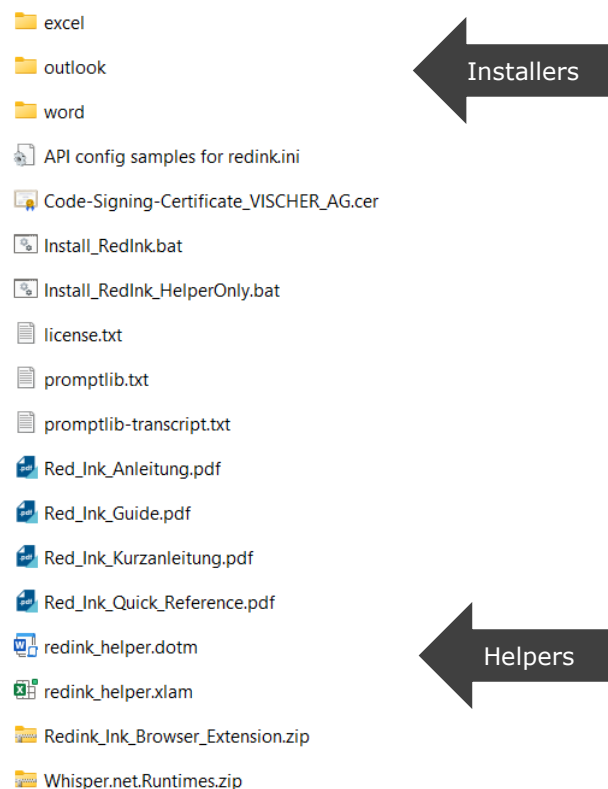 excel
outlook
Installers
word
API config samples for redink.ini
Code-Signing-Certificate_VISCHER_AG.cer
Install_RedInk.bat
Install_RedInk_HelperOnly.bat
license.txt
promptlib.txt
promptlib-transcript.txt
Red_Ink_Anleitung.pdf
Red_Ink_Guide.pdf
Red_Ink_Kurzanleitung.pdf
Red_Ink_Quick_Reference.pdf
redink_helper.dotm
Helpers
redink_helper.xlam
Redink_Ink_Browser_Extension.zip
Whisper.net.Runtimes.zip